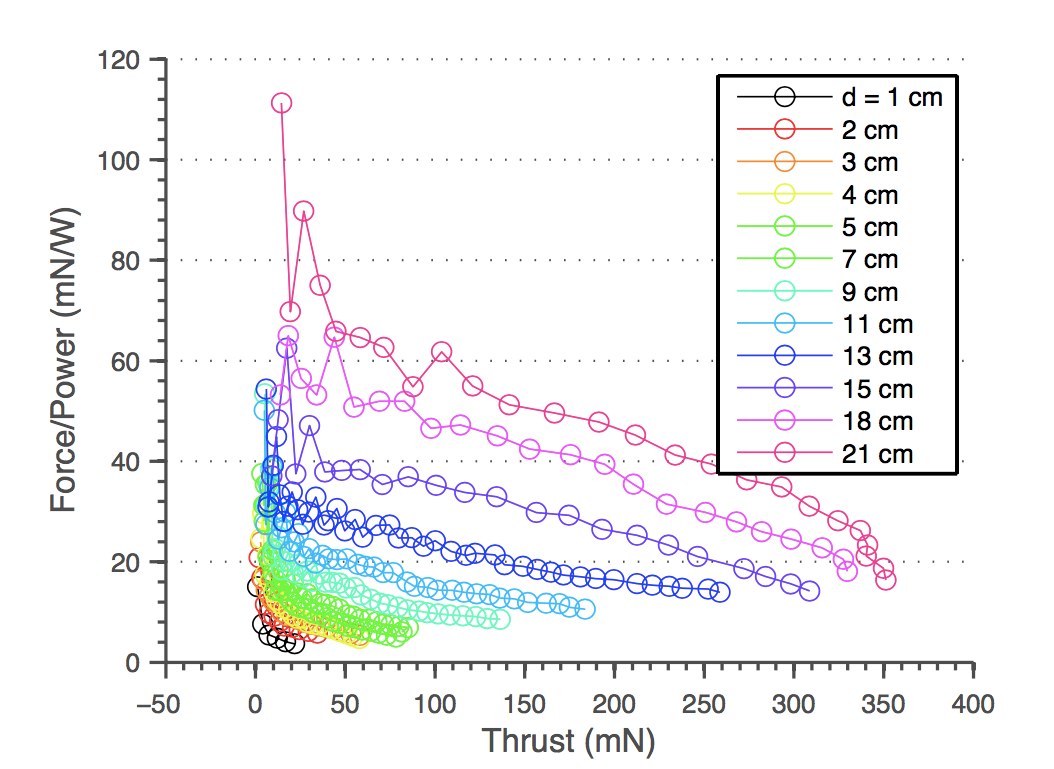 120
100
80
60
40
20
0
Force/Power (mN/W)
−50 0 50 100 150 200 250 300 350 400
Thrust (mN)
d = 1 cm
2 cm
3 cm
4 cm
5 cm
7 cm
9 cm
11 cm
13 cm
15 cm
18 cm
21 cm